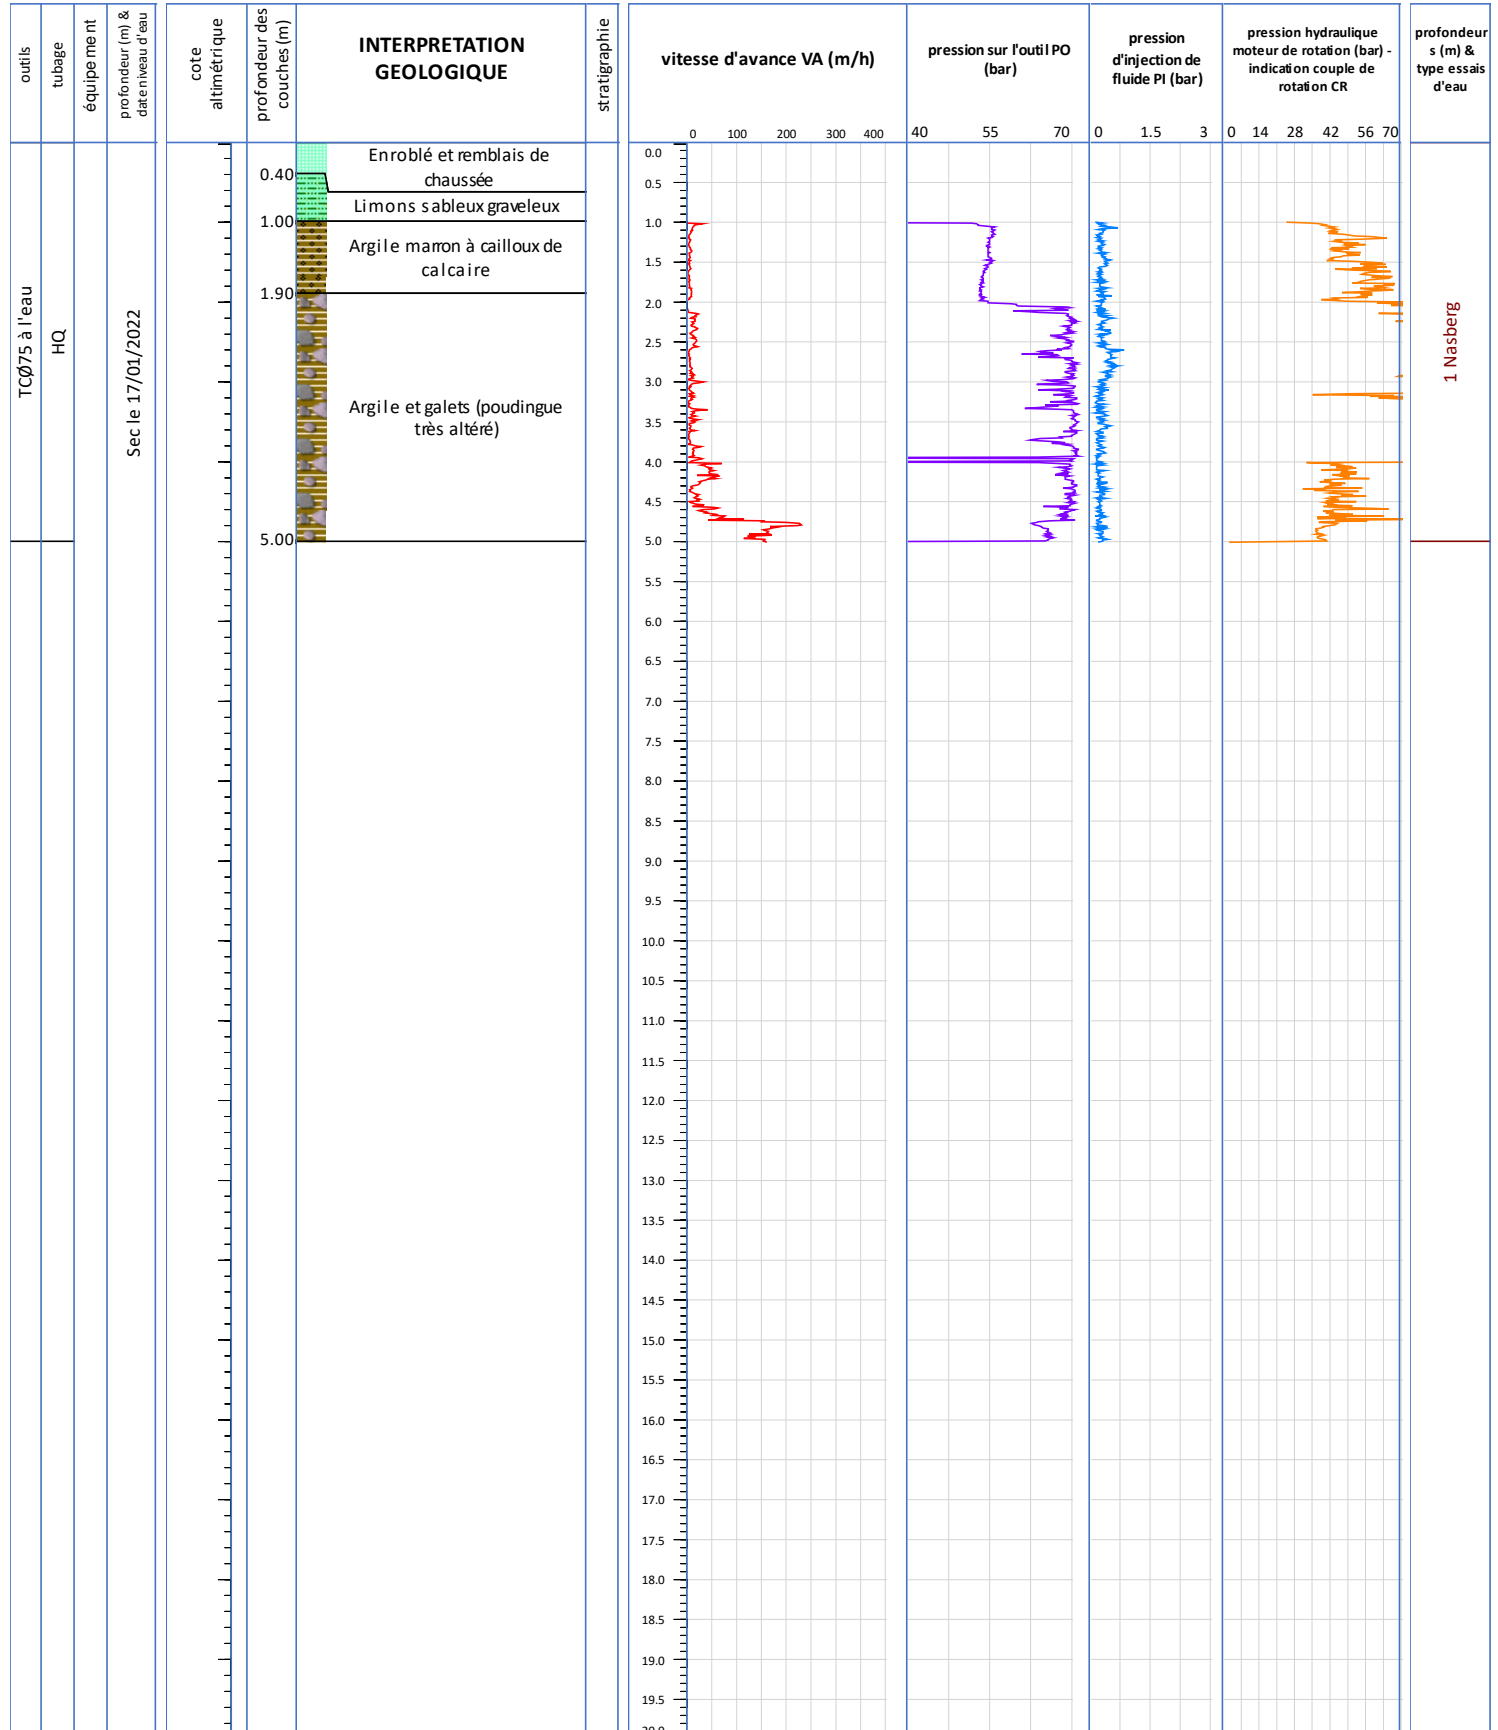 outils
tubage
équipement
profondeur (m) &
date niveau d'eau
cote
altimétrique
profondeur des
couches (m)
INTERPRETATION
GEOLOGIQUE
stratigraphie
vitesse d'avance VA (m/h)
pression sur l'outil PO
(bar)
pression
d'injection de
fluide PI (bar)
pression hydraulique
moteur de rotation (bar) -
indication couple de
rotation CR
profondeur
s (m) &
type essais
d'eau
0 100 200 300 400
40 55 70
0 1.5 3
0 14 28 42 56 70
TCØ75 à l'eau
HQ
Sec le 17/01/2022
0.40
1.00
1.90
5.00
Enroblé et remblais de
chaussée
Limons sableux graveleux
Argile marron à cailloux de
calcaire
Argile et galets (poudingue
très altéré)
1 Nasberg
0.0
0.5
1.0
1.5
2.0
2.5
3.0
3.5
4.0
4.5
5.0
5.5
6.0
6.5
7.0
7.5
8.0
8.5
9.0
9.5
10.0
10.5
11.0
11.5
12.0
12.5
13.0
13.5
14.0
14.5
15.0
15.5
16.0
16.5
17.0
17.5
18.0
18.5
19.0
19.5
20.0